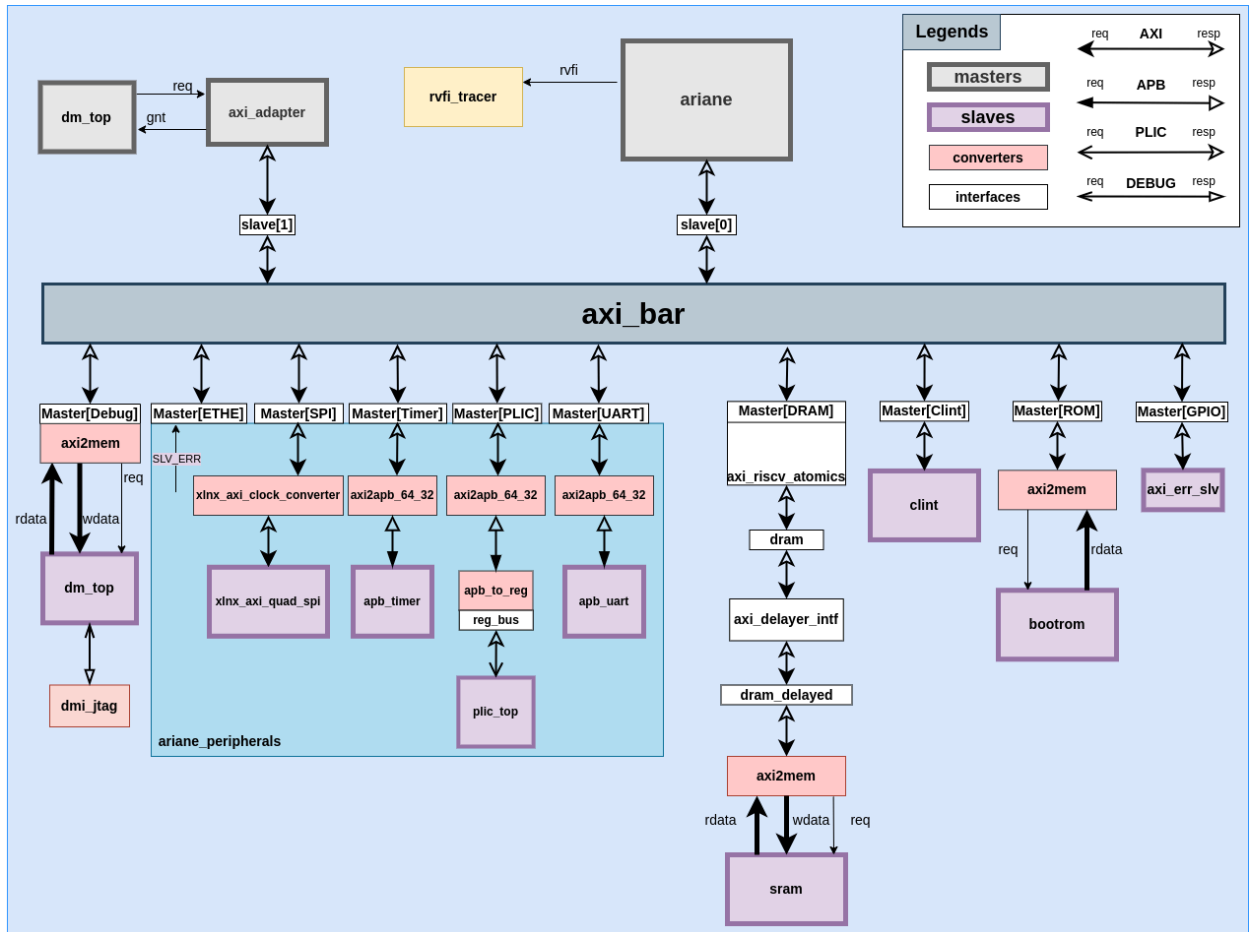 Legends
req AXI resp
masters
req APB resp
slaves
req PLIC resp
converters
req DEBUG resp
interfaces
dm_top
req
gnt
axi_adapter
rvfi_tracer
rvfi
ariane
slave[1]
slave[0]
axi_bar
Master[Debug]
Master[ETHE]
Master[SPI]
Master[Timer]
Master[PLIC]
Master[UART]
Master[DRAM]
Master[Clint]
Master[ROM]
Master[GPIO]
axi2mem
SLV_ERR
req
rdata
wdata
xlnx_axi_clock_converter
axi2apb_64_32
axi2apb_64_32
axi2apb_64_32
axi_riscv_atomics
clint
axi2mem
axi_err_slv
dm_top
xlnx_axi_quad_spi
apb_timer
apb_to_reg
reg_bus
apb_uart
dram
req
rdata
axi_delayer_intf
bootrom
dmi_jtag
plic_top
dram_delayed
ariane_peripherals
axi2mem
rdata
wdata
req
sram